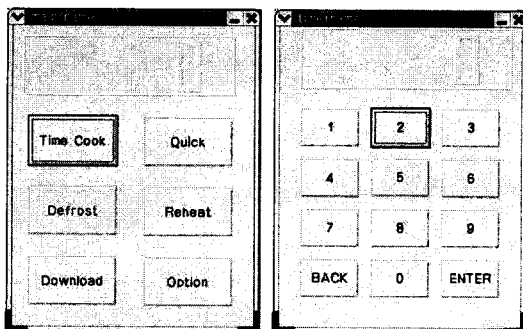 Time Cook Quick
Defrost Reheat
Download Option
1 2 3
4 5 6
7 8 9
BACK 0 ENTER